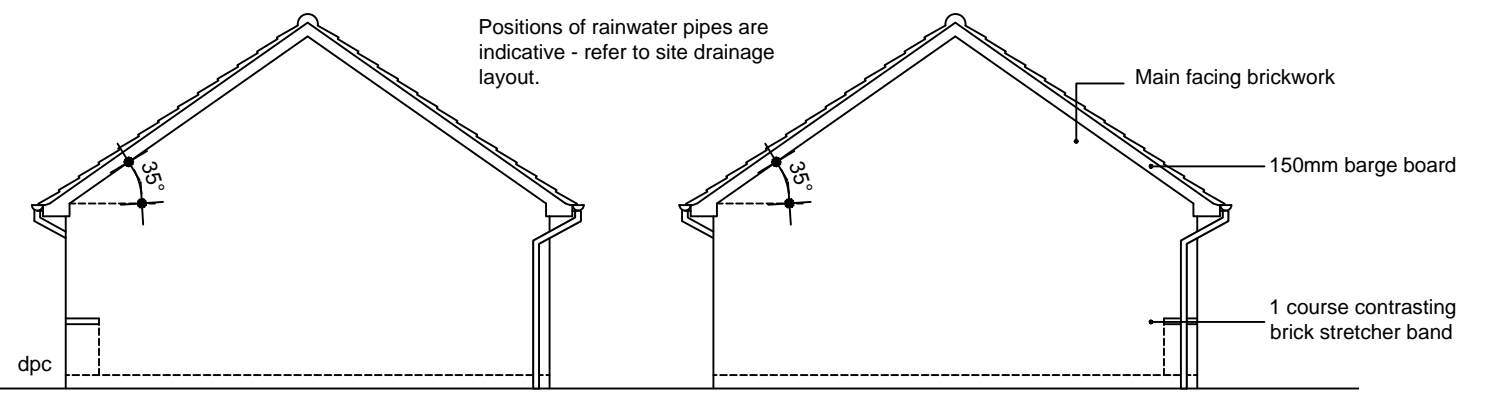 Positions of rainwater pipes are
indicative - refer to site drainage
layout.
Main facing brickwork
35°
35°
150mm barge board
1 course contrasting
brick stretcher band
dpc